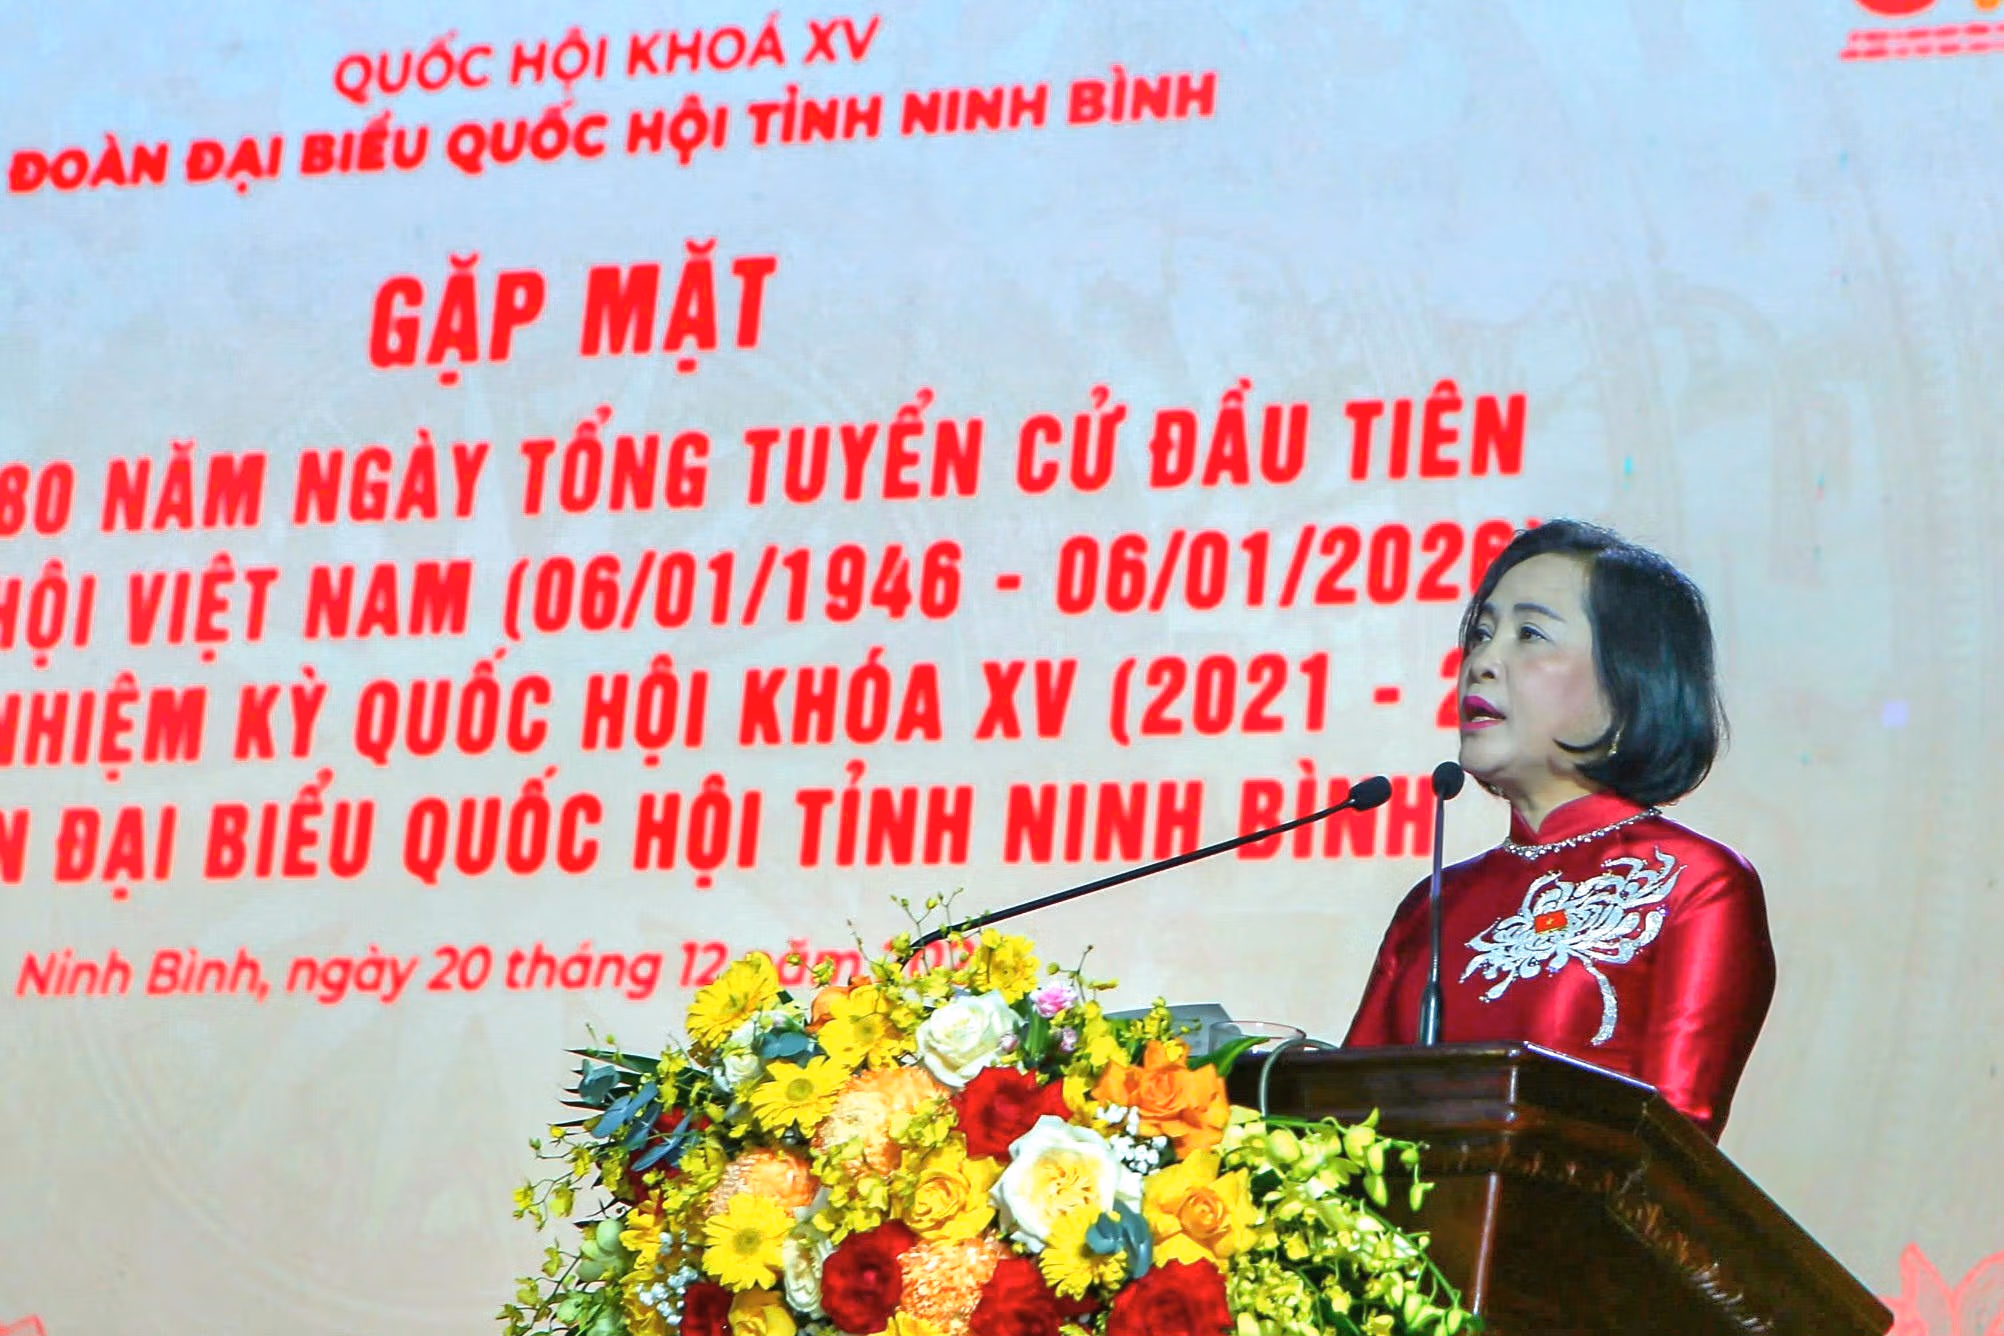 QUỐC HỘI KHOÁ XV
ĐOÀN ĐẠI BIỂU QUỐC HỘI TỈNH NINH BÌNH
GẶP MẶT
80 NĂM NGÀY TỔNG TUYỂN CỬ ĐẦU TIÊN
HỘI VIỆT NAM (06/01/1946 - 06/01/2026)
NHIỆM KỲ QUỐC HỘI KHÓA XV (2021 - 2
ĐẠI BIỂU QUỐC HỘI TỈNH NINH BÌNH
Ninh Bình, ngày 20 tháng 12 năm